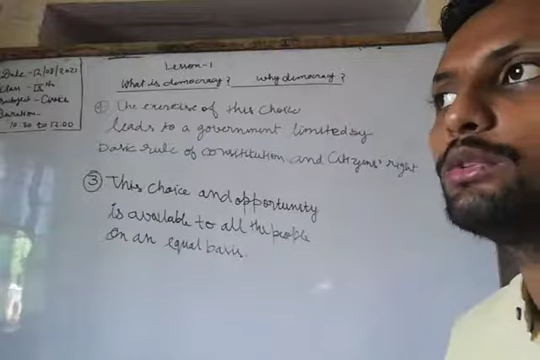 Date - 12/08/2021
Class - IXth
Subject - Civics
Duration -
10.30 to 12.00
Lesson - 1
What is democracy? Why democracy?
The exercise of this choice
leads to a government limited by
basic rule of constitution and citizens' right
③ This choice and opportunity
is available to all the people
on an equal basis.